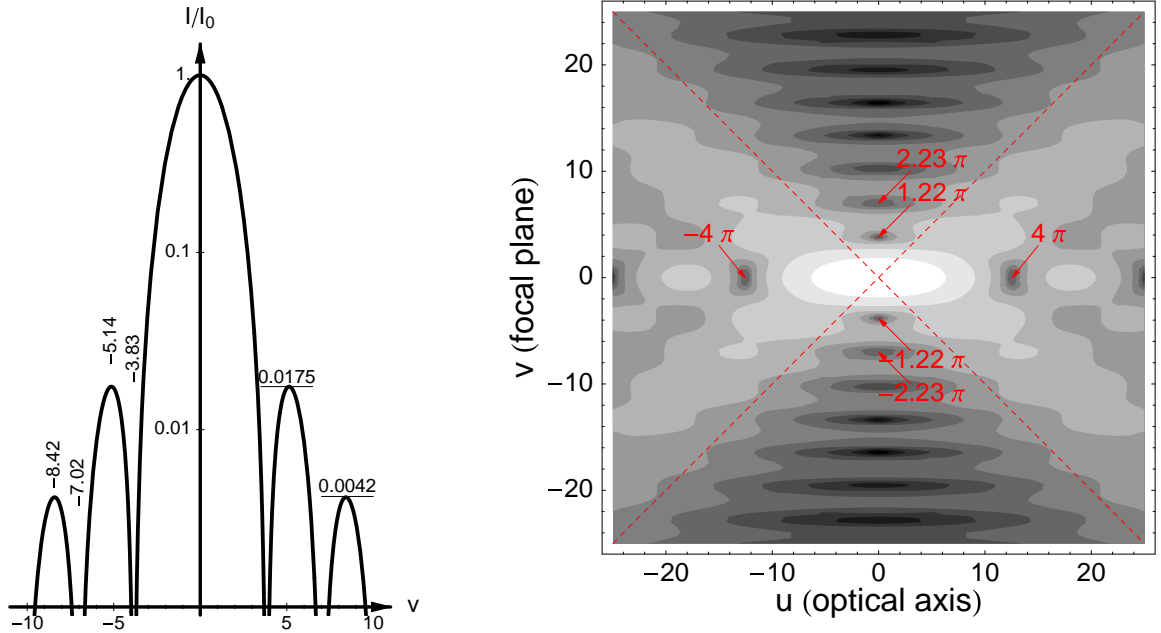 I/I0
1.
0.1
0.01
−5.14
−3.83
−8.42
−7.02
0.0175
0.0042
−10
−5
5
10
v
v (focal plane)
20
10
0
−10
−20
2.23 π
1.22 π
−4 π
4 π
−1.22 π
−2.23 π
−20
−10
0
10
20
u (optical axis)